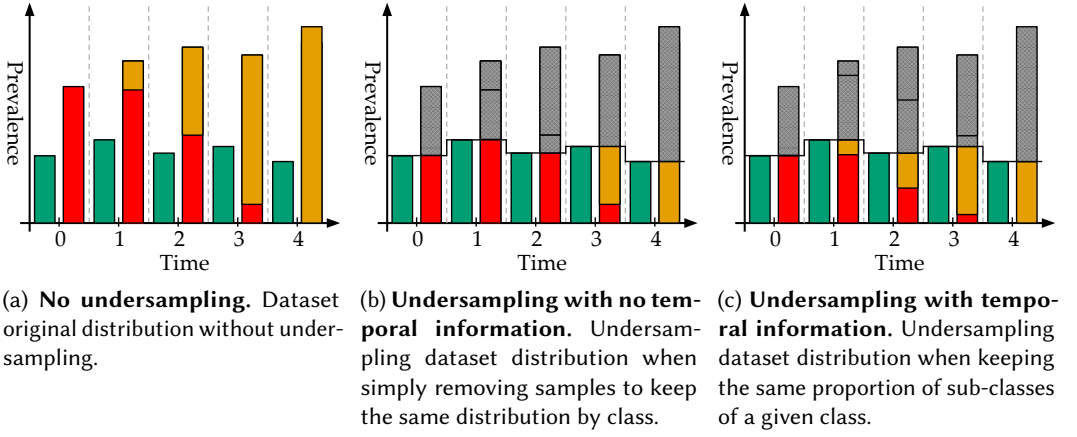 Prevalence
0 1 2 3 4
Time
Prevalence
0 1 2 3 4
Time
Prevalence
0 1 2 3 4
Time
(a) No undersampling. Dataset
original distribution without under-
sampling.
(b) Undersampling with no tem-
poral information. Undersam-
pling dataset distribution when
simply removing samples to keep
the same distribution by class.
(c) Undersampling with tempo-
ral information. Undersampling
dataset distribution when keeping
the same proportion of sub-classes
of a given class.